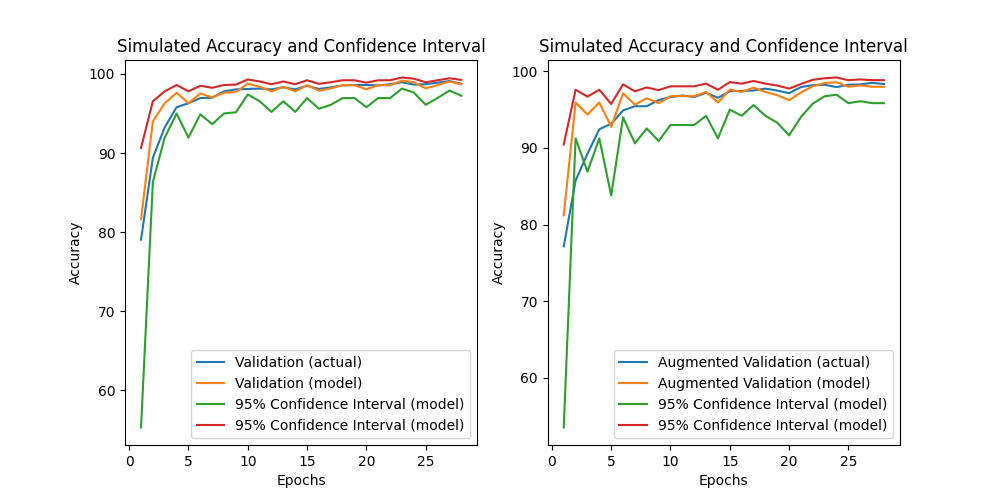 Simulated Accuracy and Confidence Interval
100
90
80
70
60
Accuracy
0
5
10
15
20
25
Epochs
Validation (actual)
Validation (model)
95% Confidence Interval (model)
95% Confidence Interval (model)
Simulated Accuracy and Confidence Interval
100
90
80
70
60
Accuracy
0
5
10
15
20
25
Epochs
Augmented Validation (actual)
Augmented Validation (model)
95% Confidence Interval (model)
95% Confidence Interval (model)